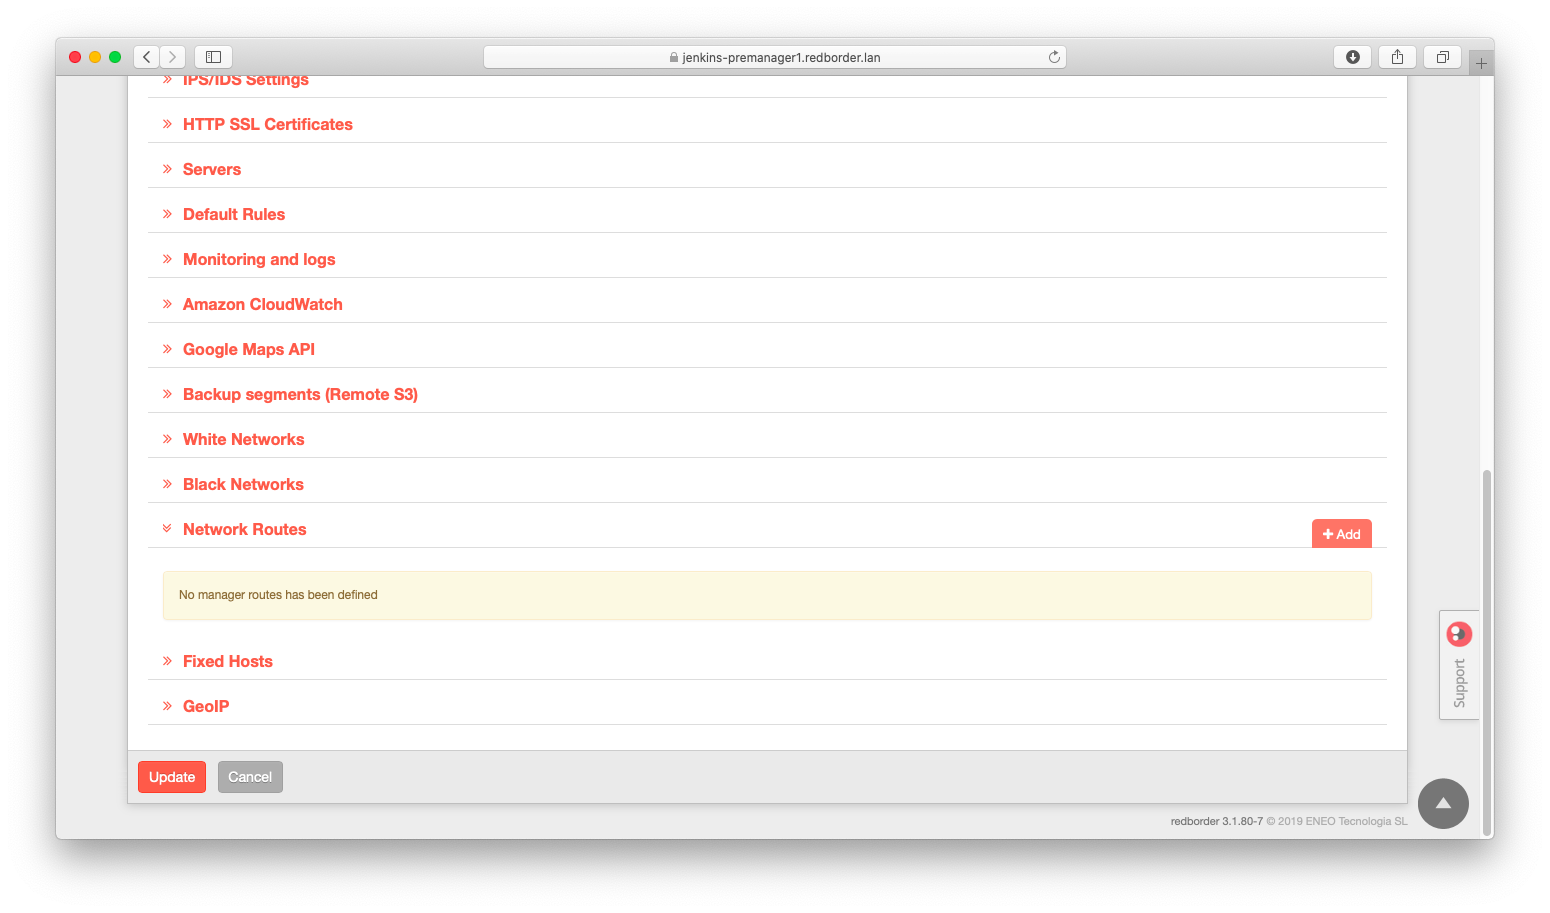 jenkins-premanager1.redborder.lan
IPS/IDS Settings
HTTP SSL Certificates
Servers
Default Rules
Monitoring and logs
Amazon CloudWatch
Google Maps API
Backup segments (Remote S3)
White Networks
Black Networks
Network Routes
Add
No manager routes has been defined
Fixed Hosts
GeoIP
Support
Update
Cancel
redborder 3.1.80-7 © 2019 ENEO Tecnologia SL